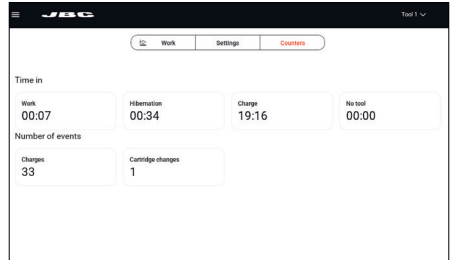 JBC
Tool 1
Work Settings Counters
Time in
Work Hibernation Charge No tool
00:07 00:34 19:16 00:00
Number of events
Charges Cartridge changes
33 1